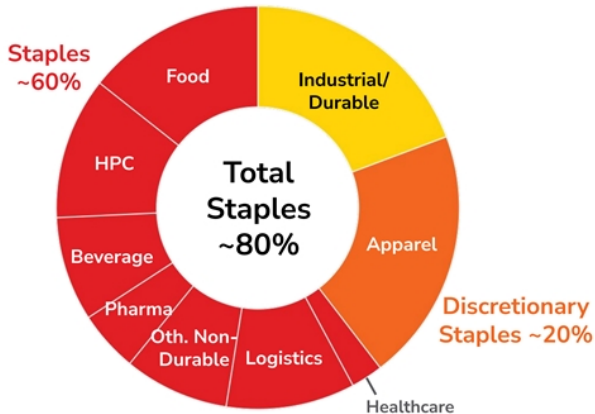 Staples
~60%
Food
Industrial/
Durable
HPC
Total
Staples
~80%
Beverage
Apparel
Pharma
Oth. Non-
Durable
Logistics
Discretionary
Staples ~20%
Healthcare